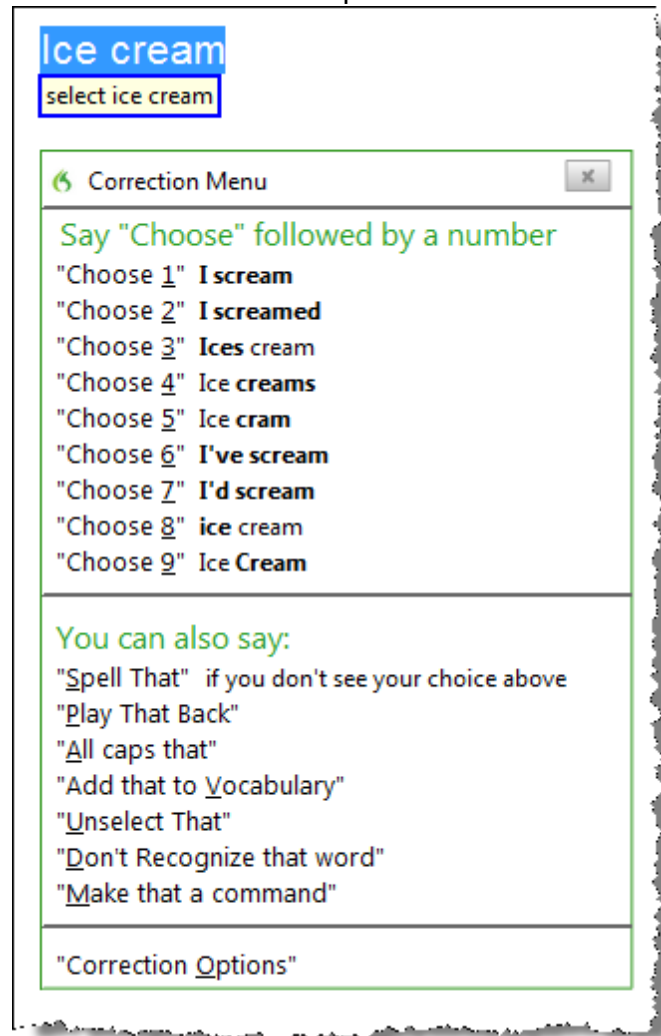 Ice cream
select ice cream
Correction Menu
Say "Choose" followed by a number
"Choose 1" I scream
"Choose 2" I screamed
"Choose 3" Ices cream
"Choose 4" Ice creams
"Choose 5" Ice cram
"Choose 6" I've scream
"Choose 7" I'd scream
"Choose 8" ice cream
"Choose 9" Ice Cream
You can also say:
"Spell That" if you don't see your choice above
"Play That Back"
"All caps that"
"Add that to Vocabulary"
"Unselect That"
"Don't Recognize that word"
"Make that a command"
"Correction Options"